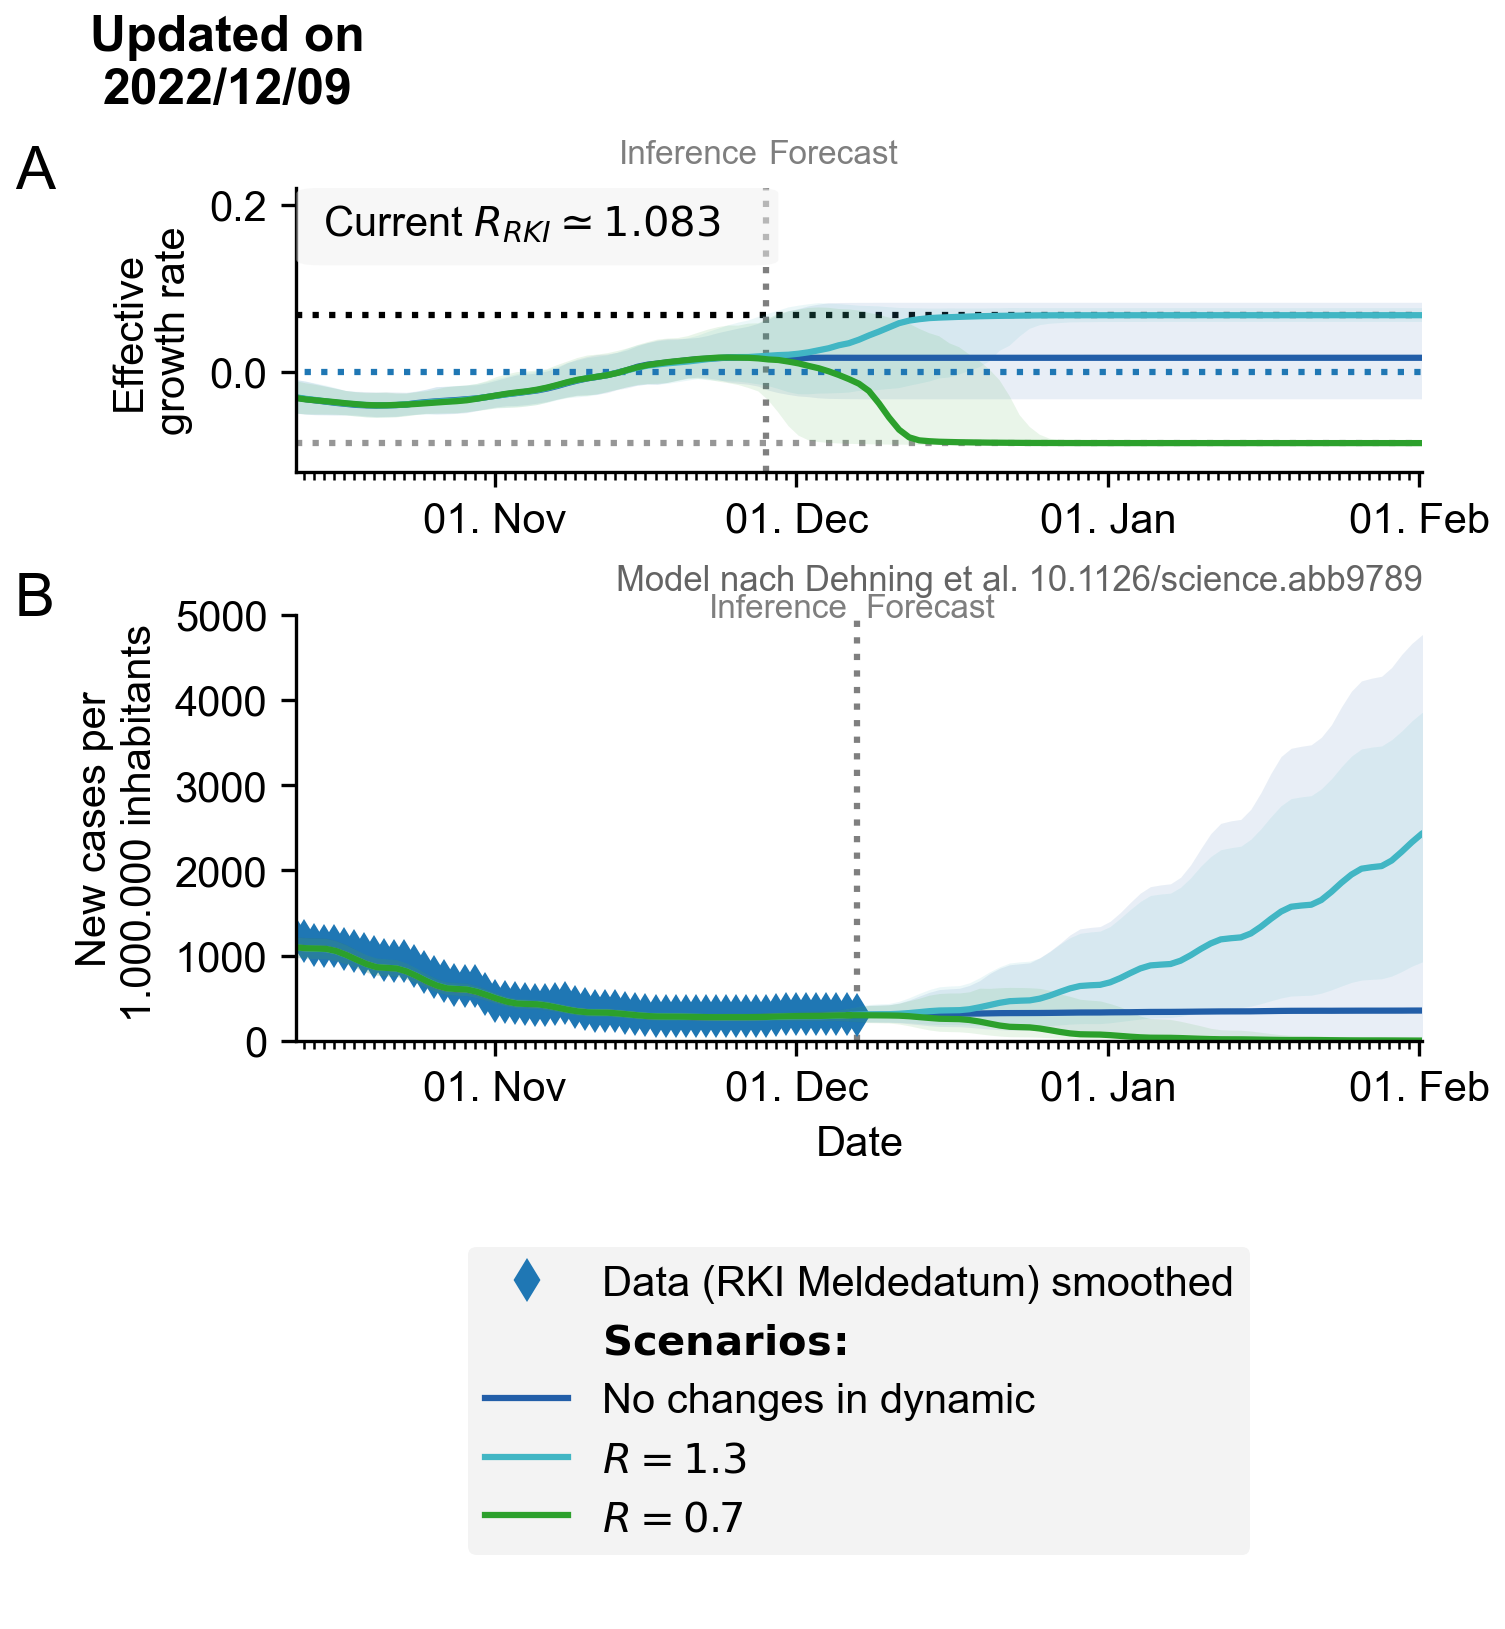 Updated on
2022/12/09
A
Inference Forecast
Effective
growth rate
0.2
0.0
Current R_RKI ≃ 1.083
01. Nov 01. Dec 01. Jan 01. Feb
B
Model nach Dehning et al. 10.1126/science.abb9789
Inference Forecast
New cases per
1.000.000 inhabitants
5000
4000
3000
2000
1000
0
01. Nov 01. Dec 01. Jan 01. Feb
Date
Data (RKI Meldedatum) smoothed
Scenarios:
No changes in dynamic
R = 1.3
R = 0.7